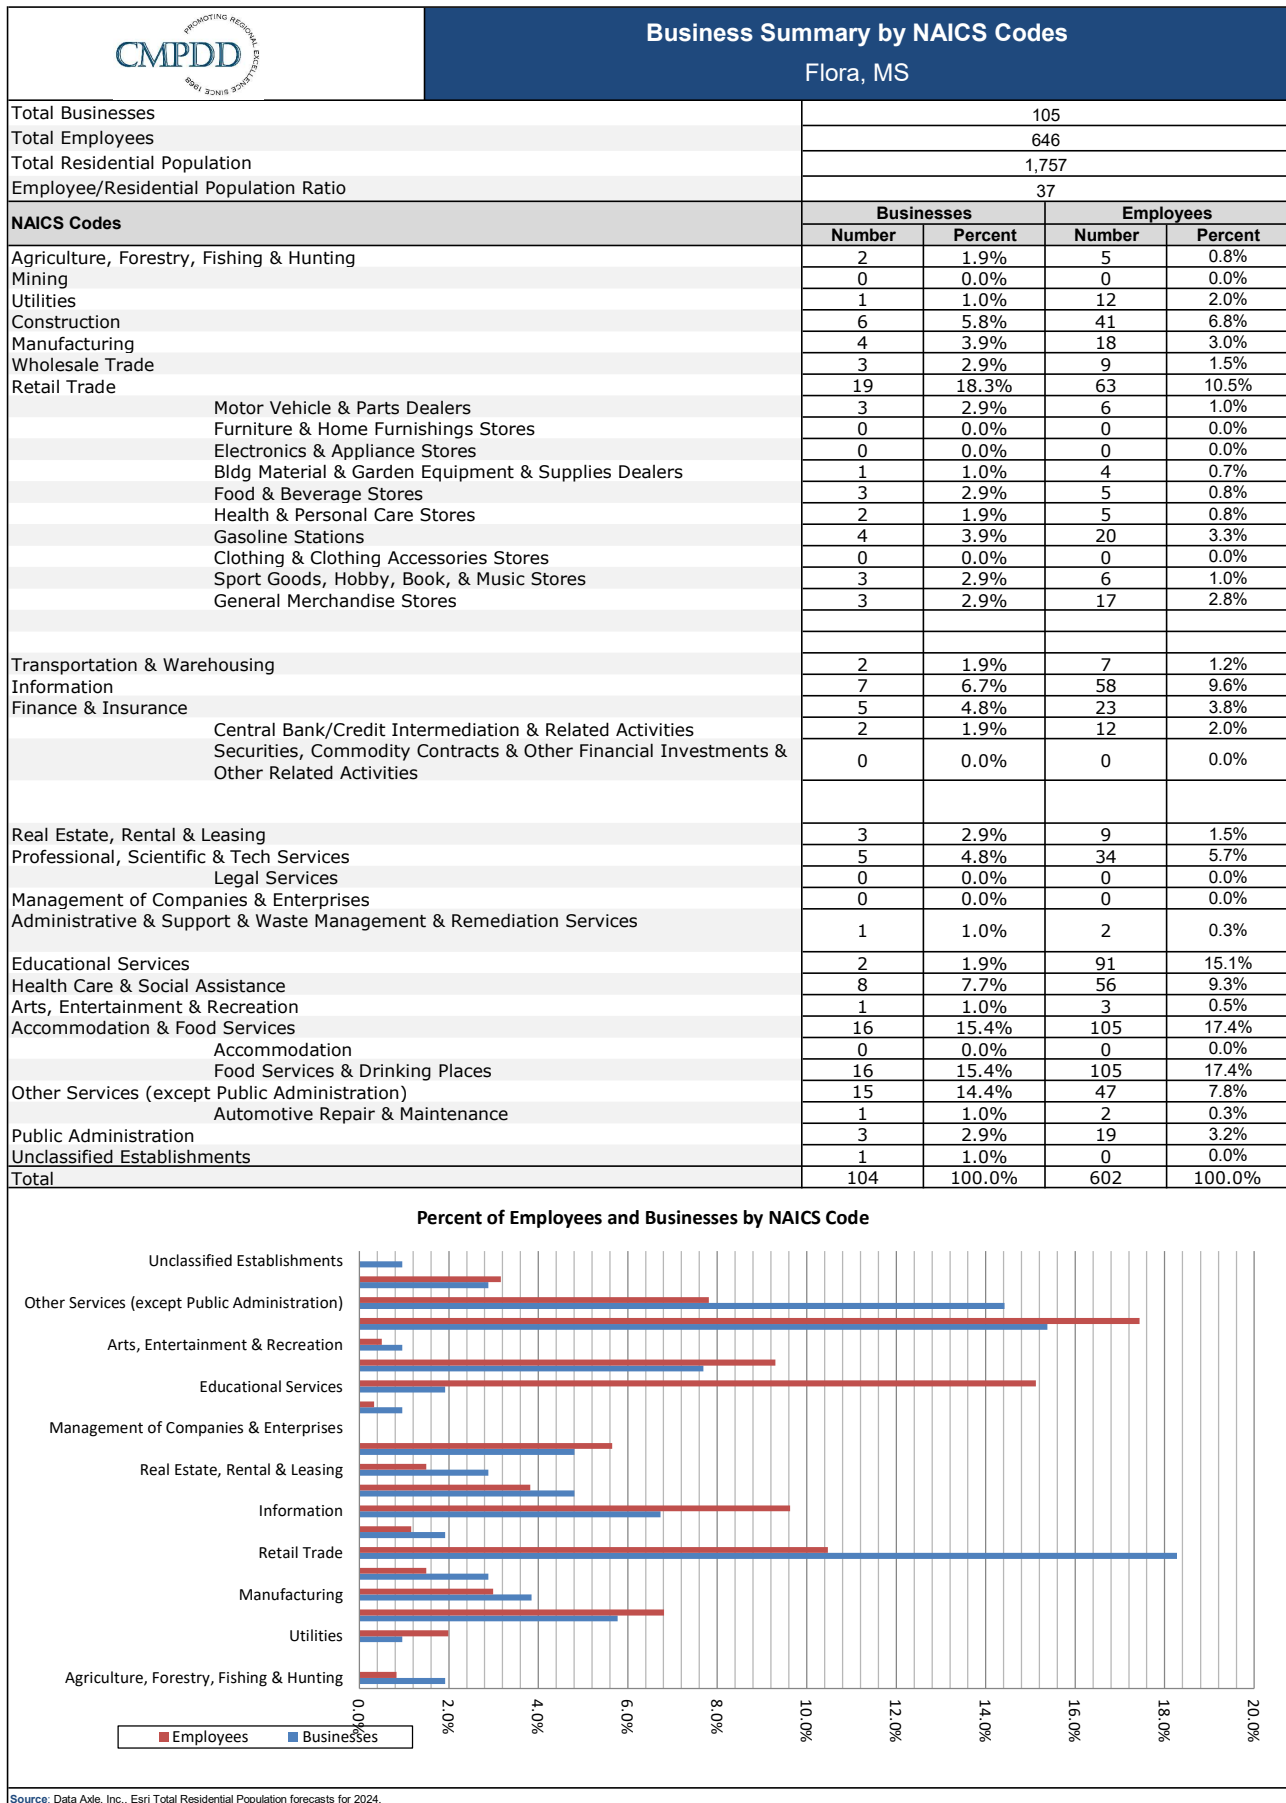 PROMOTING REGIONAL EXCELLENCE SINCE 1968
CMPDD
Business Summary by NAICS Codes
Flora, MS
Total Businesses 105
Total Employees 646
Total Residential Population 1,757
Employee/Residential Population Ratio 37
NAICS Codes Businesses Employees
Number Percent Number Percent
Agriculture, Forestry, Fishing & Hunting 2 1.9% 5 0.8%
Mining 0 0.0% 0 0.0%
Utilities 1 1.0% 12 2.0%
Construction 6 5.8% 41 6.8%
Manufacturing 4 3.9% 18 3.0%
Wholesale Trade 3 2.9% 9 1.5%
Retail Trade 19 18.3% 63 10.5%
Motor Vehicle & Parts Dealers 3 2.9% 6 1.0%
Furniture & Home Furnishings Stores 0 0.0% 0 0.0%
Electronics & Appliance Stores 0 0.0% 0 0.0%
Bldg Material & Garden Equipment & Supplies Dealers 1 1.0% 4 0.7%
Food & Beverage Stores 3 2.9% 5 0.8%
Health & Personal Care Stores 2 1.9% 5 0.8%
Gasoline Stations 4 3.9% 20 3.3%
Clothing & Clothing Accessories Stores 0 0.0% 0 0.0%
Sport Goods, Hobby, Book, & Music Stores 3 2.9% 6 1.0%
General Merchandise Stores 3 2.9% 17 2.8%
Transportation & Warehousing 2 1.9% 7 1.2%
Information 7 6.7% 58 9.6%
Finance & Insurance 5 4.8% 23 3.8%
Central Bank/Credit Intermediation & Related Activities 2 1.9% 12 2.0%
Securities, Commodity Contracts & Other Financial Investments &
Other Related Activities 0 0.0% 0 0.0%
Real Estate, Rental & Leasing 3 2.9% 9 1.5%
Professional, Scientific & Tech Services 5 4.8% 34 5.7%
Legal Services 0 0.0% 0 0.0%
Management of Companies & Enterprises 0 0.0% 0 0.0%
Administrative & Support & Waste Management & Remediation Services 1 1.0% 2 0.3%
Educational Services 2 1.9% 91 15.1%
Health Care & Social Assistance 8 7.7% 56 9.3%
Arts, Entertainment & Recreation 1 1.0% 3 0.5%
Accommodation & Food Services 16 15.4% 105 17.4%
Accommodation 0 0.0% 0 0.0%
Food Services & Drinking Places 16 15.4% 105 17.4%
Other Services (except Public Administration) 15 14.4% 47 7.8%
Automotive Repair & Maintenance 1 1.0% 2 0.3%
Public Administration 3 2.9% 19 3.2%
Unclassified Establishments 1 1.0% 0 0.0%
Total 104 100.0% 602 100.0%
Percent of Employees and Businesses by NAICS Code
Unclassified Establishments
Other Services (except Public Administration)
Arts, Entertainment & Recreation
Educational Services
Management of Companies & Enterprises
Real Estate, Rental & Leasing
Information
Retail Trade
Manufacturing
Utilities
Agriculture, Forestry, Fishing & Hunting
0.0% 2.0% 4.0% 6.0% 8.0% 10.0% 12.0% 14.0% 16.0% 18.0% 20.0%
Employees Businesses
Source: Data Axle, Inc., Esri Total Residential Population forecasts for 2024.